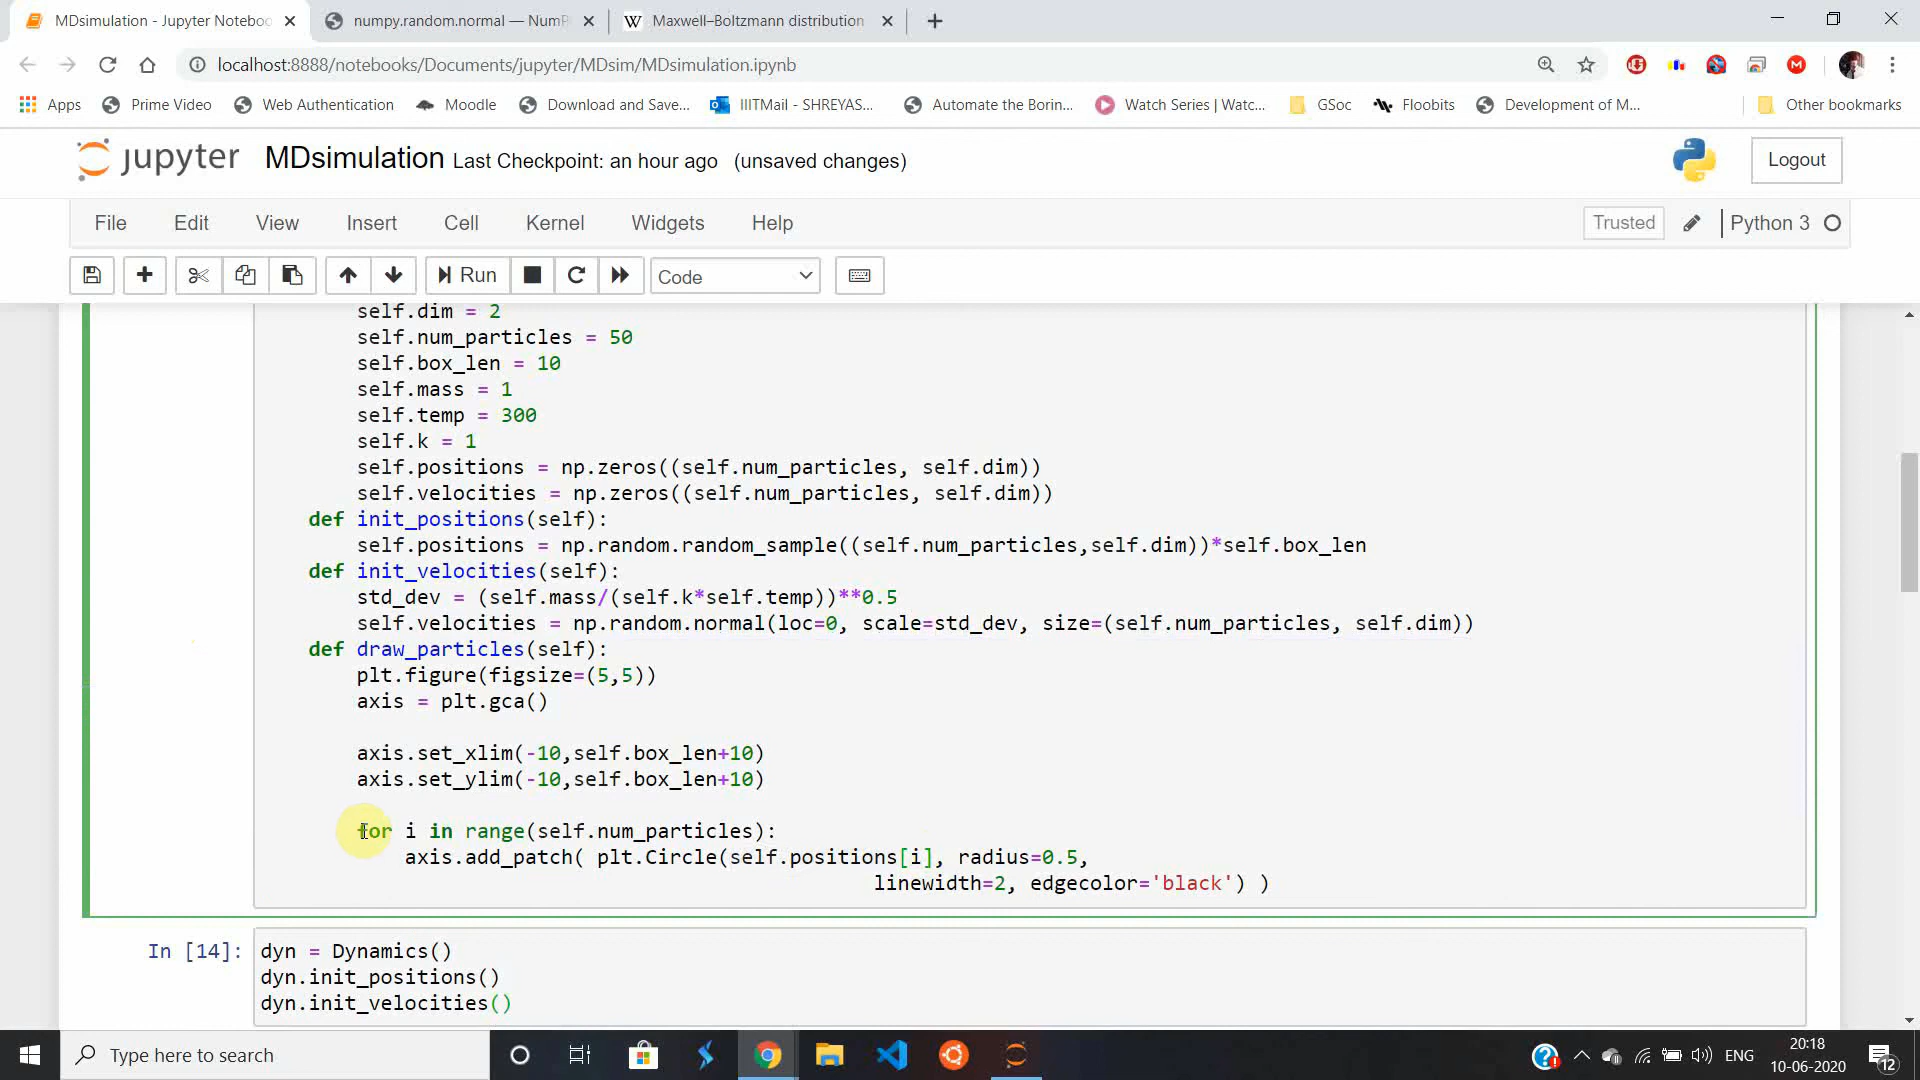 MDsimulation - Jupyter Noteboo
numpy.random.normal — NumP
Maxwell–Boltzmann distribution
localhost:8888/notebooks/Documents/jupyter/MDsim/MDsimulation.ipynb
Apps
Prime Video
Web Authentication
Moodle
Download and Save...
IIITMail - SHREYAS...
Automate the Borin...
Watch Series | Watc...
GSoc
Floobits
Development of M...
Other bookmarks
jupyter
MDsimulation Last Checkpoint: an hour ago (unsaved changes)
Logout
File
Edit
View
Insert
Cell
Kernel
Widgets
Help
Trusted
Python 3
Run
Code
self.dim = 2
self.num_particles = 50
self.box_len = 10
self.mass = 1
self.temp = 300
self.k = 1
self.positions = np.zeros((self.num_particles, self.dim))
self.velocities = np.zeros((self.num_particles, self.dim))
def init_positions(self):
self.positions = np.random.random_sample((self.num_particles,self.dim))*self.box_len
def init_velocities(self):
std_dev = (self.mass/(self.k*self.temp))**0.5
self.velocities = np.random.normal(loc=0, scale=std_dev, size=(self.num_particles, self.dim))
def draw_particles(self):
plt.figure(figsize=(5,5))
axis = plt.gca()
axis.set_xlim(-10,self.box_len+10)
axis.set_ylim(-10,self.box_len+10)
for i in range(self.num_particles):
axis.add_patch( plt.Circle(self.positions[i], radius=0.5,
linewidth=2, edgecolor='black') )
In [14]:
dyn = Dynamics()
dyn.init_positions()
dyn.init_velocities()
Type here to search
ENG
20:18
10-06-2020
12